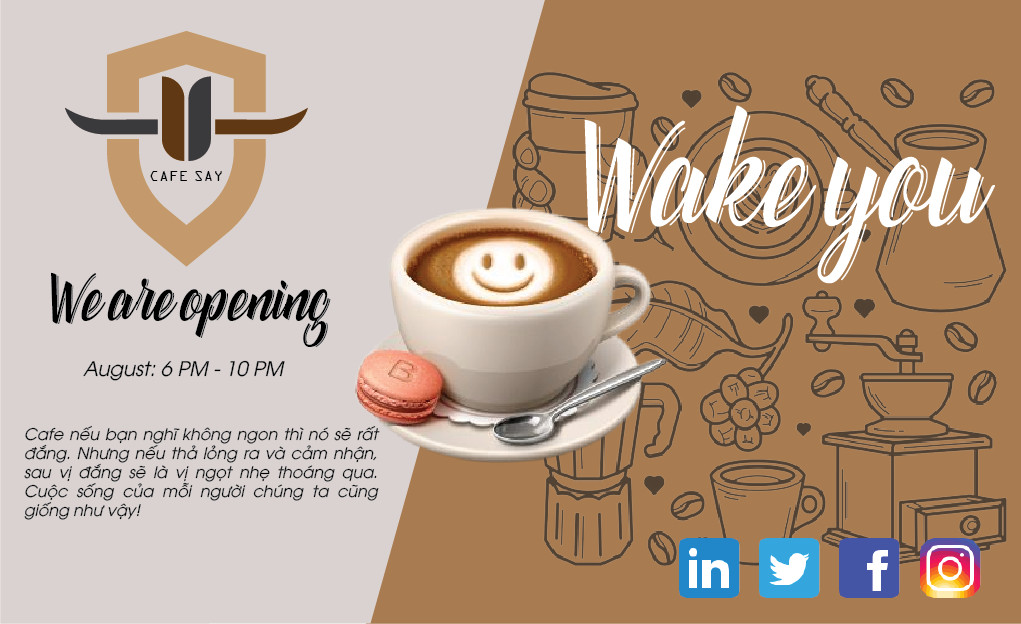 CAFE SAY
Wake you
We are opening
August: 6 PM - 10 PM
B
Cafe nếu bạn nghĩ không ngon thì nó sẽ rất
đắng. Nhưng nếu thả lỏng ra và cảm nhận,
sau vị đắng sẽ là vị ngọt nhẹ thoáng qua.
Cuộc sống của mỗi người chúng ta cũng
giống như vậy!
in
f